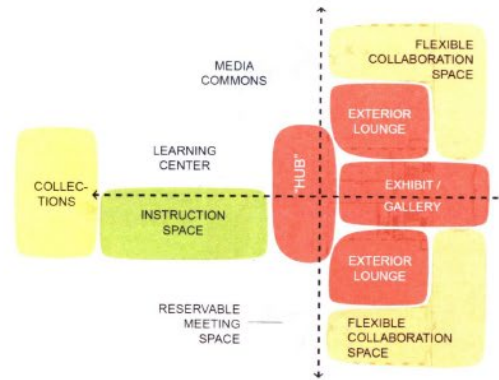 FLEXIBLE
COLLABORATION
SPACE
MEDIA
COMMONS
EXTERIOR
LOUNGE
LEARNING
CENTER
COLLEC-
TIONS
"HUB"
EXHIBIT /
GALLERY
INSTRUCTION
SPACE
EXTERIOR
LOUNGE
RESERVABLE
MEETING
SPACE
FLEXIBLE
COLLABORATION
SPACE